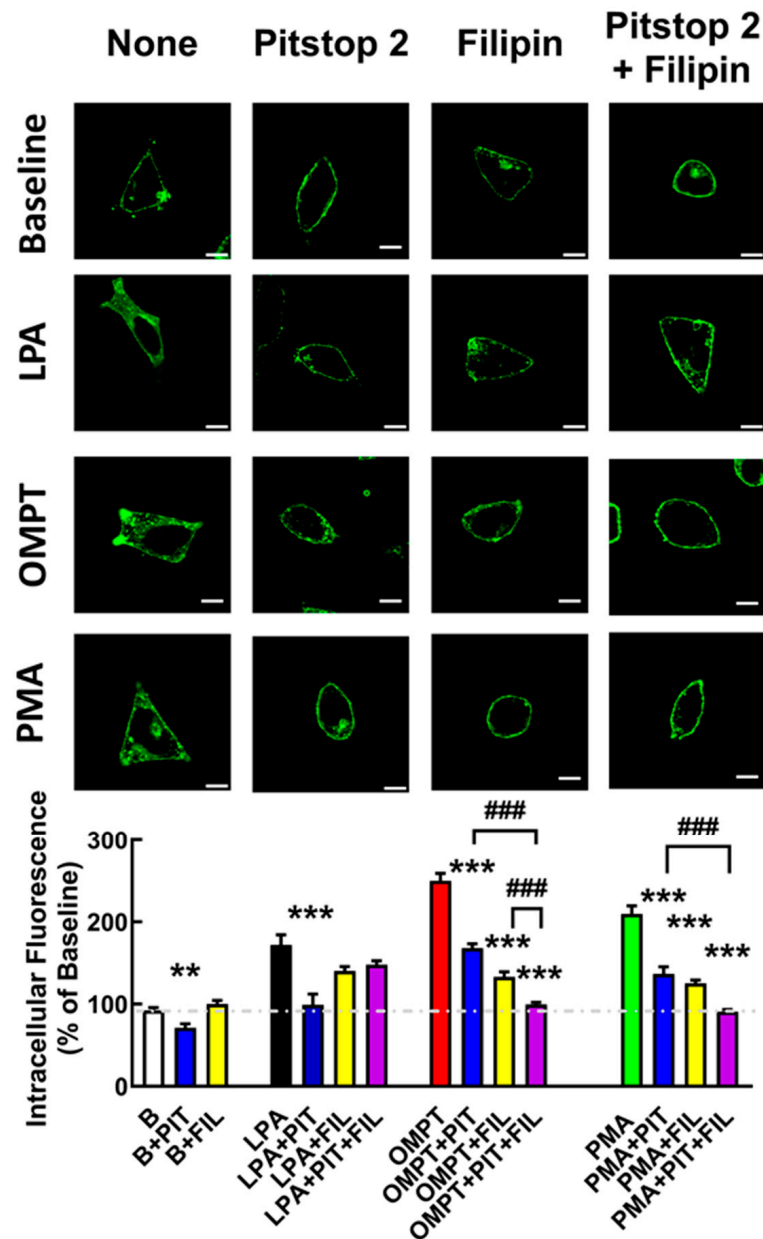 None
Pitstop 2
Filipin
Pitstop 2
+ Filipin
Baseline
LPA
OMPT
PMA
Intracellular Fluorescence
(% of Baseline)
300
200
100
0
**
***
***
***
***
###
###
***
***
***
###
B
B+PIT
B+FIL
LPA
LPA+PIT
LPA+FIL
LPA+PIT+FIL
OMPT
OMPT+PIT
OMPT+FIL
OMPT+PIT+FIL
PMA
PMA+PIT
PMA+FIL
PMA+PIT+FIL